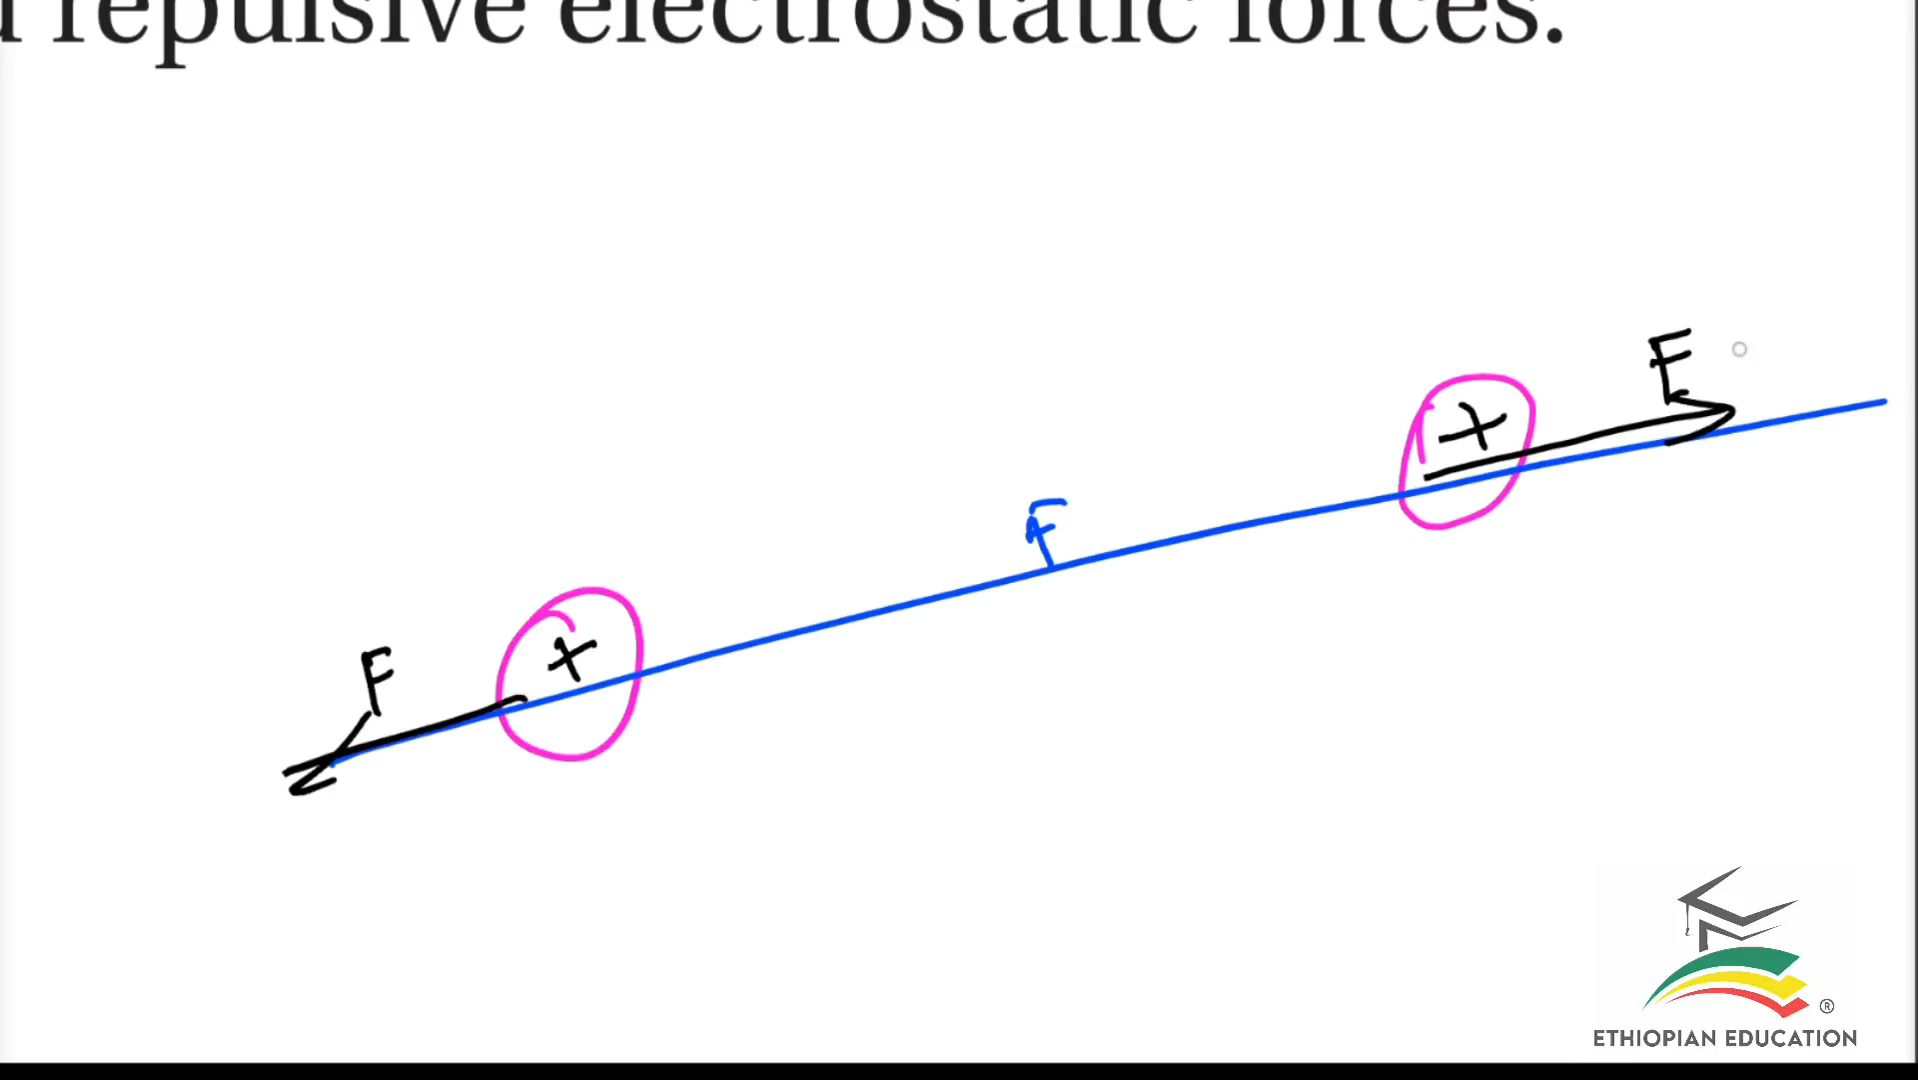 repulsive electrostatic forces.
F
+
F
+
F
®
ETHIOPIAN EDUCATION